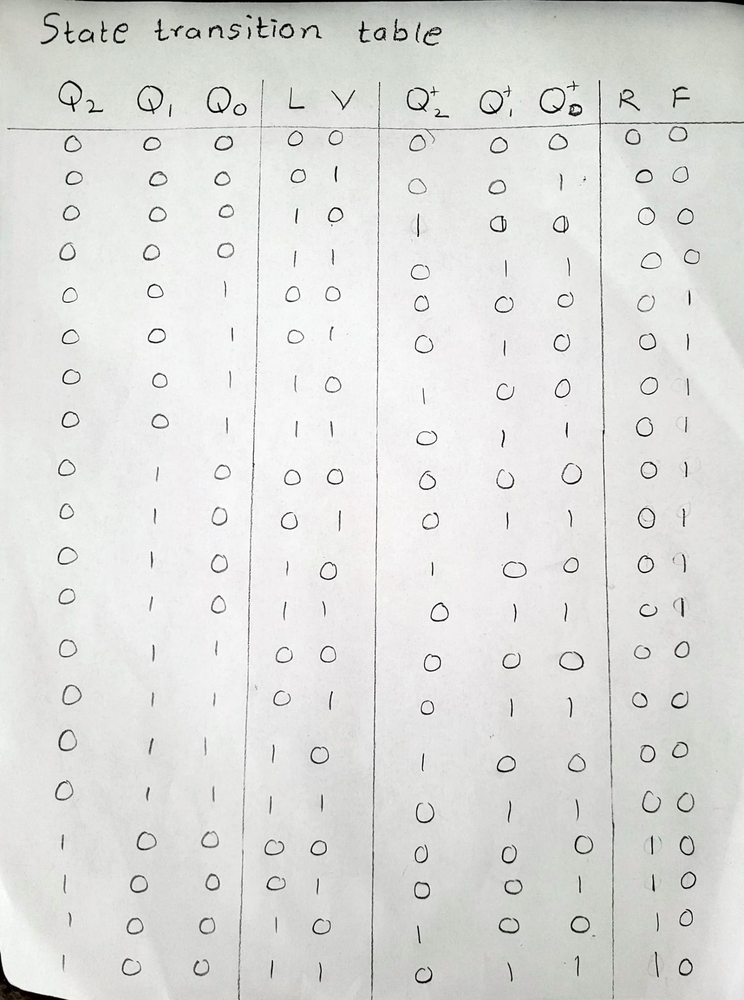 State transition table
Q₂ Q₁ Q₀ L V Q₂⁺ Q₁⁺ Q₀⁺ R F
0 0 0 0 0 0 0 0 0 0
0 0 0 0 1 0 0 1 0 0
0 0 0 1 0 1 0 0 0 0
0 0 0 1 1 0 1 1 0 0
0 0 1 0 0 0 0 0 0 1
0 0 1 0 1 0 1 0 0 1
0 0 1 1 0 1 0 0 0 1
0 0 1 1 1 0 1 1 0 1
0 1 0 0 0 0 0 0 0 1
0 1 0 0 1 0 1 1 0 1
0 1 0 1 0 1 0 0 0 1
0 1 0 1 1 0 1 1 0 1
0 1 1 0 0 0 0 0 0 0
0 1 1 0 1 0 1 1 0 0
0 1 1 1 0 1 0 0 0 0
0 1 1 1 1 0 1 1 0 0
1 0 0 0 0 0 0 0 1 0
1 0 0 0 1 0 0 1 1 0
1 0 0 1 0 1 0 0 1 0
1 0 0 1 1 0 1 1 1 0